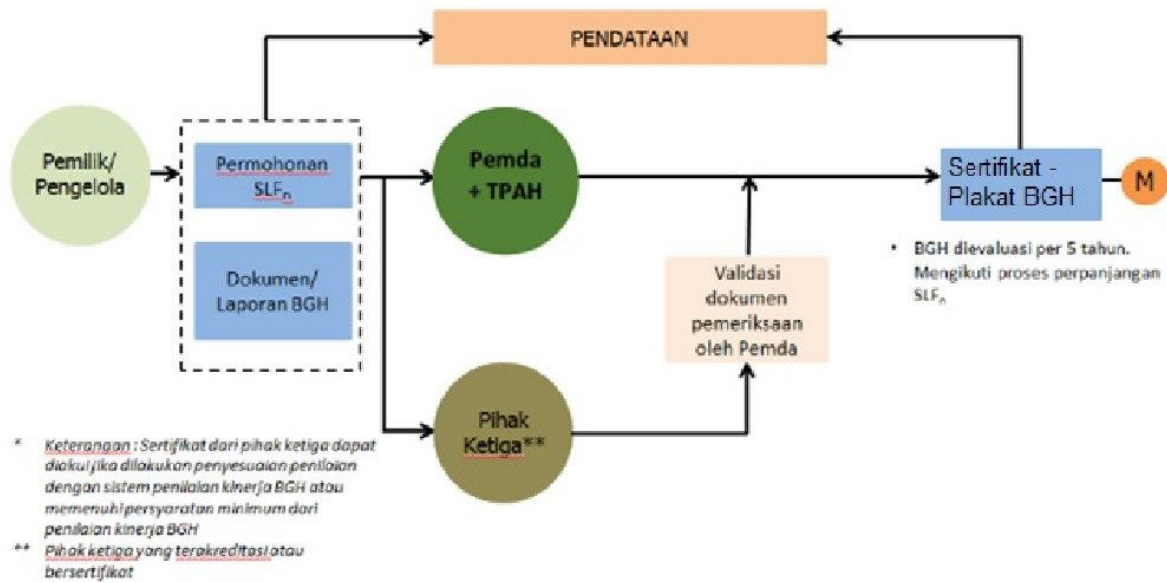 PENDATAAN
Pemilik/
Pengelola
Permohonan
SLFn
Dokumen/
Laporan BGH
Pemda
+ TPAH
Sertifikat -
Plakat BGH
M
• BGH dievaluasi per 5 tahun.
Mengikuti proses perpanjangan
SLFn
Validasi
dokumen
pemeriksaan
oleh Pemda
Pihak
Ketiga**
* Keterangan : Sertifikat dari pihak ketiga dapat
diakui jika dilakukan penyesuaian penilaian
dengan sistem penilaian kinerja BGH atau
memenuhi persyaratan minimum dari
penilaian kinerja BGH
** Pihak ketiga yang terakreditasi atau
bersertifikat